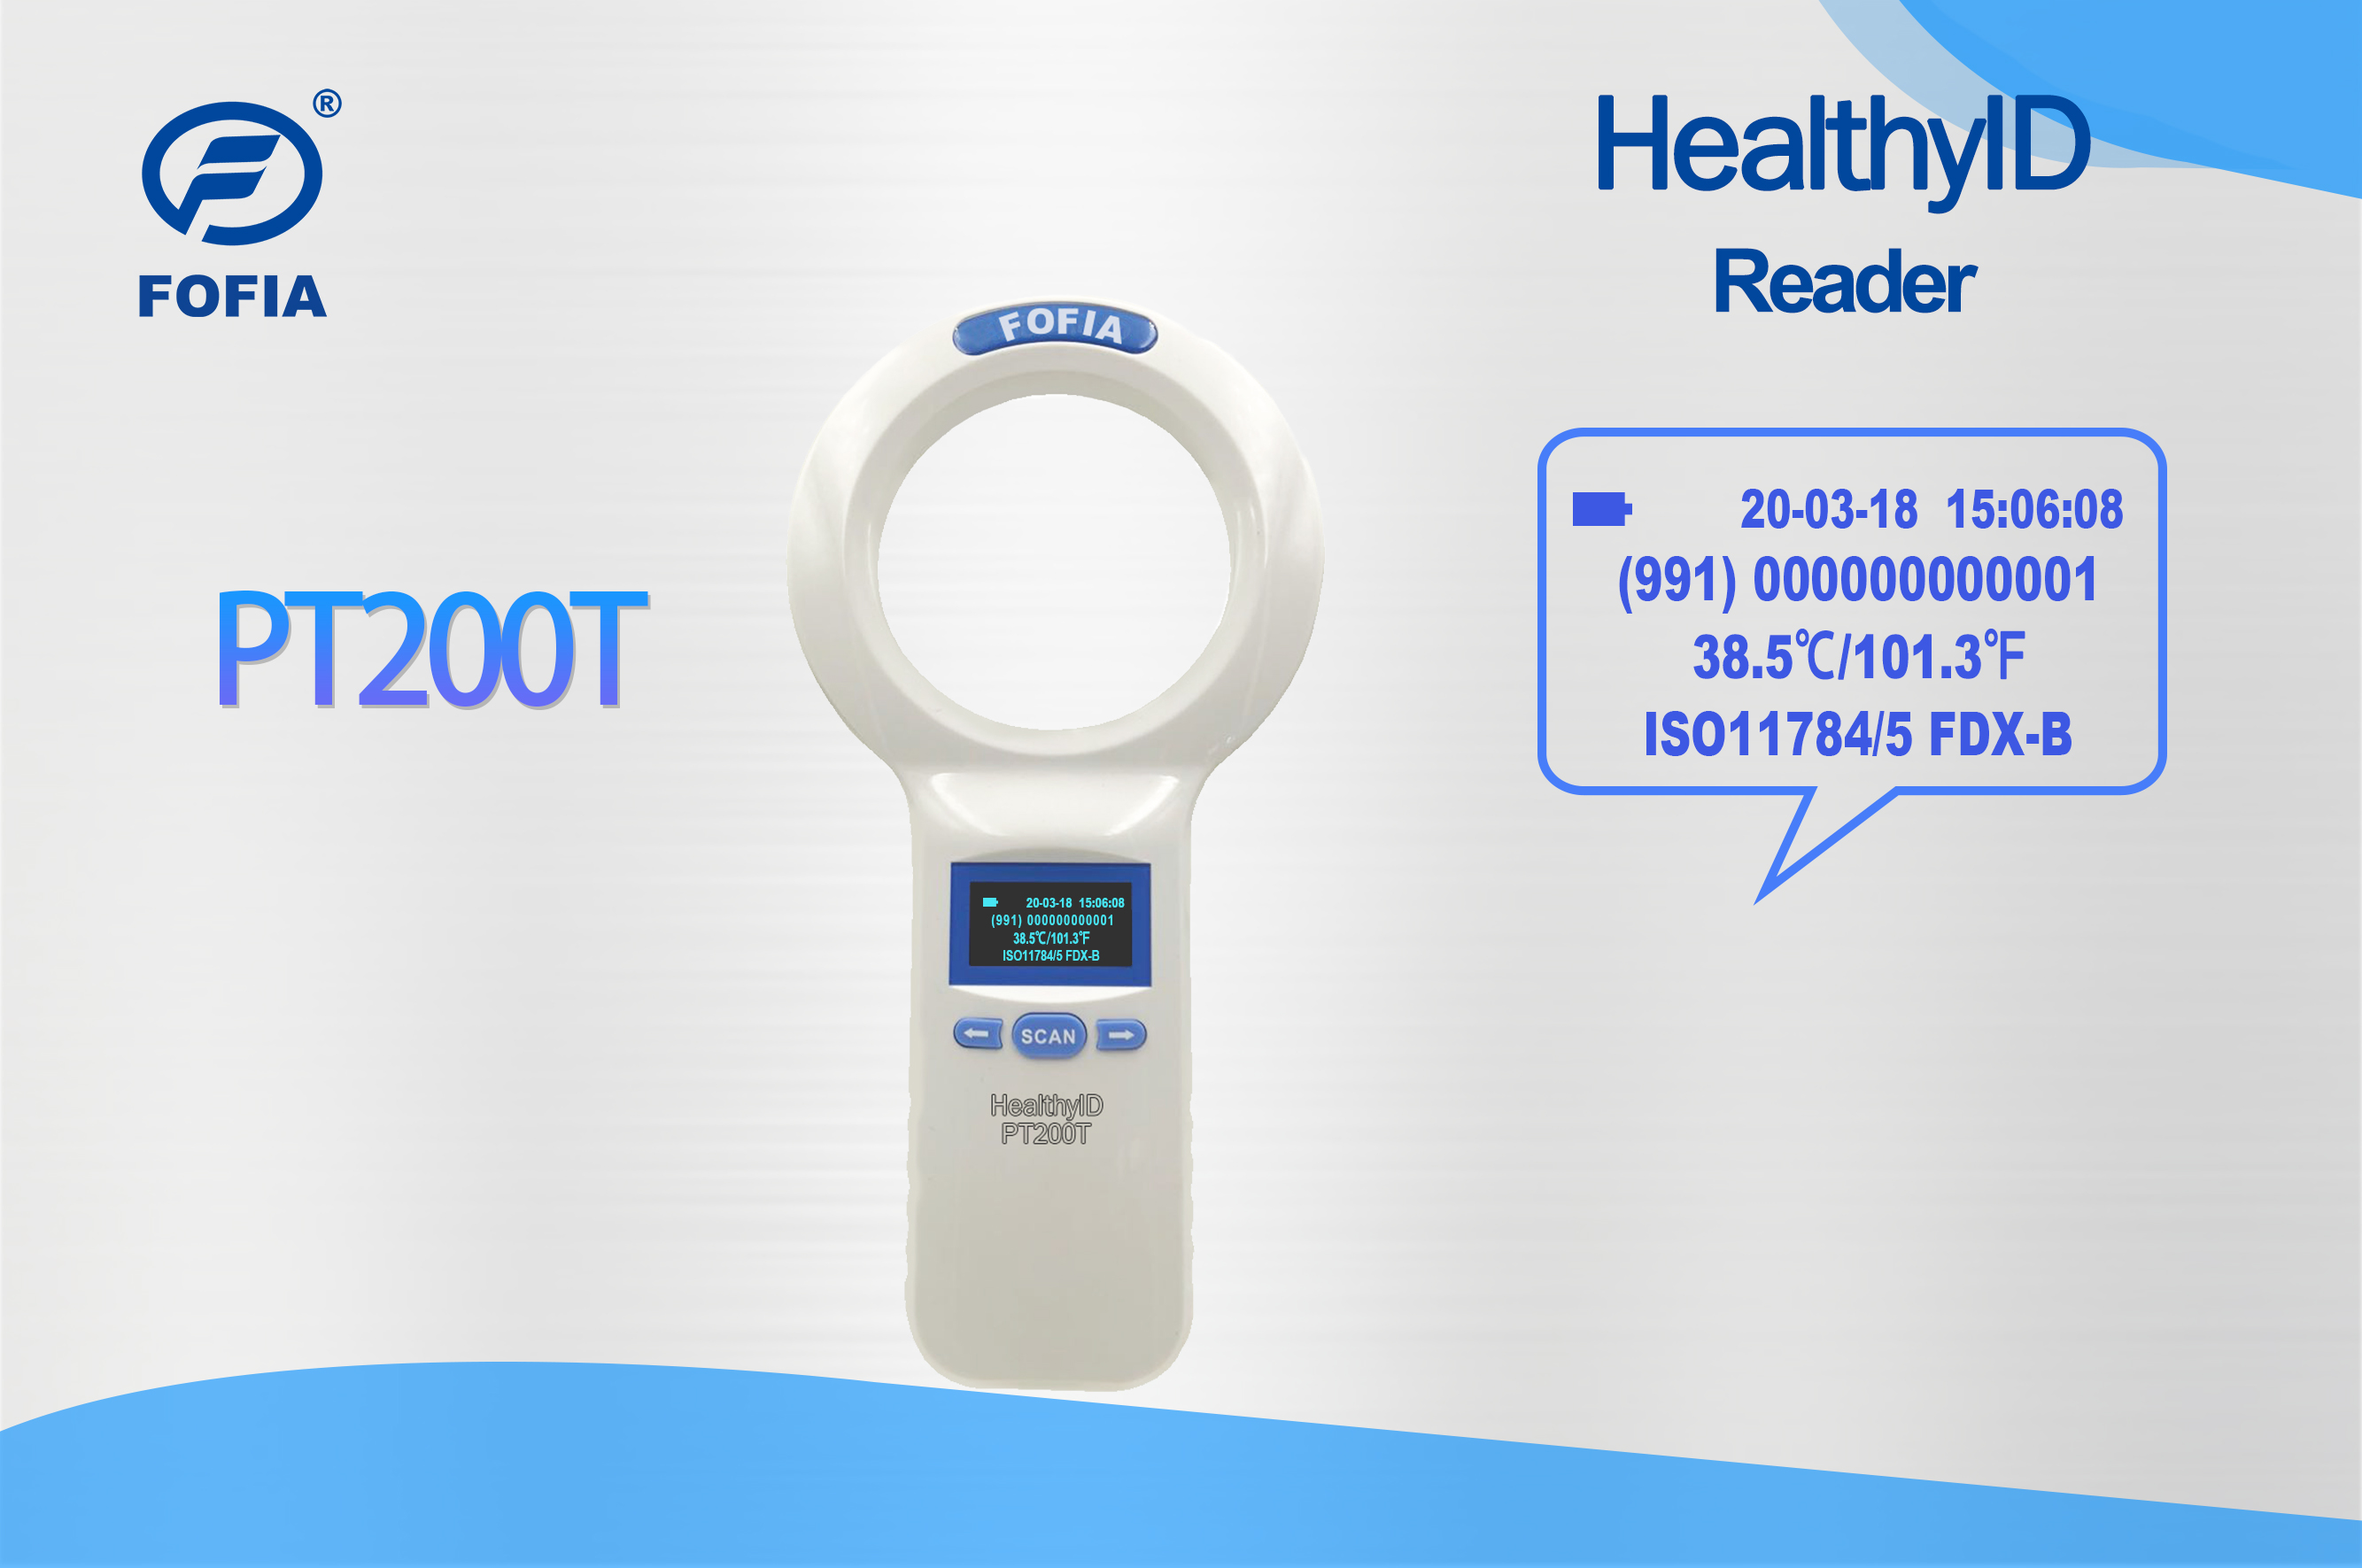 ®
FOFIA
HealthyID
Reader
PT200T
FOFIA
20-03-18 15:06:08
(991) 000000000001
38.5℃/101.3℉
ISO11784/5 FDX-B
20-03-18 15:06:08
(991) 000000000001
38.5℃/101.3℉
ISO11784/5 FDX-B
SCAN
HealthyID
PT200T